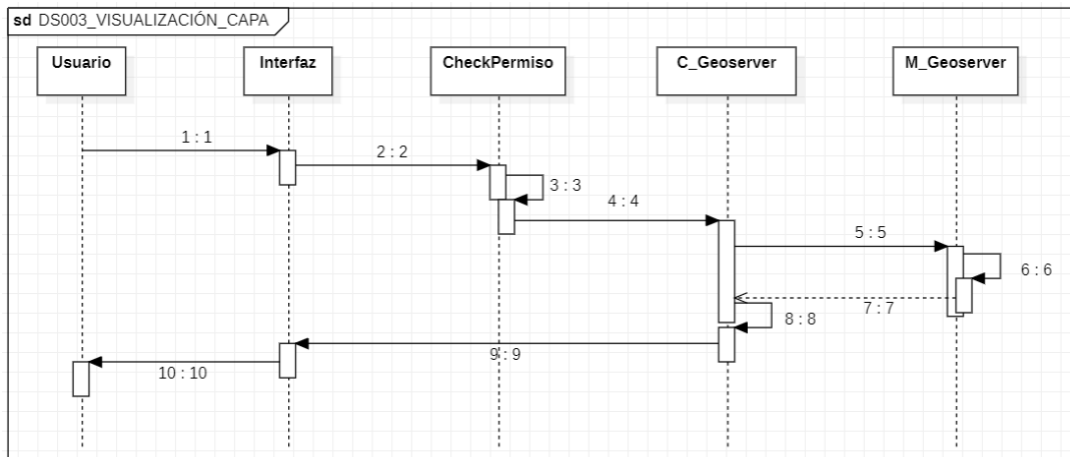 sd DS003_VISUALIZACIÓN_CAPA
Usuario
Interfaz
CheckPermiso
C_Geoserver
M_Geoserver
1 : 1
2 : 2
3 : 3
4 : 4
5 : 5
6 : 6
7 : 7
8 : 8
9 : 9
10 : 10